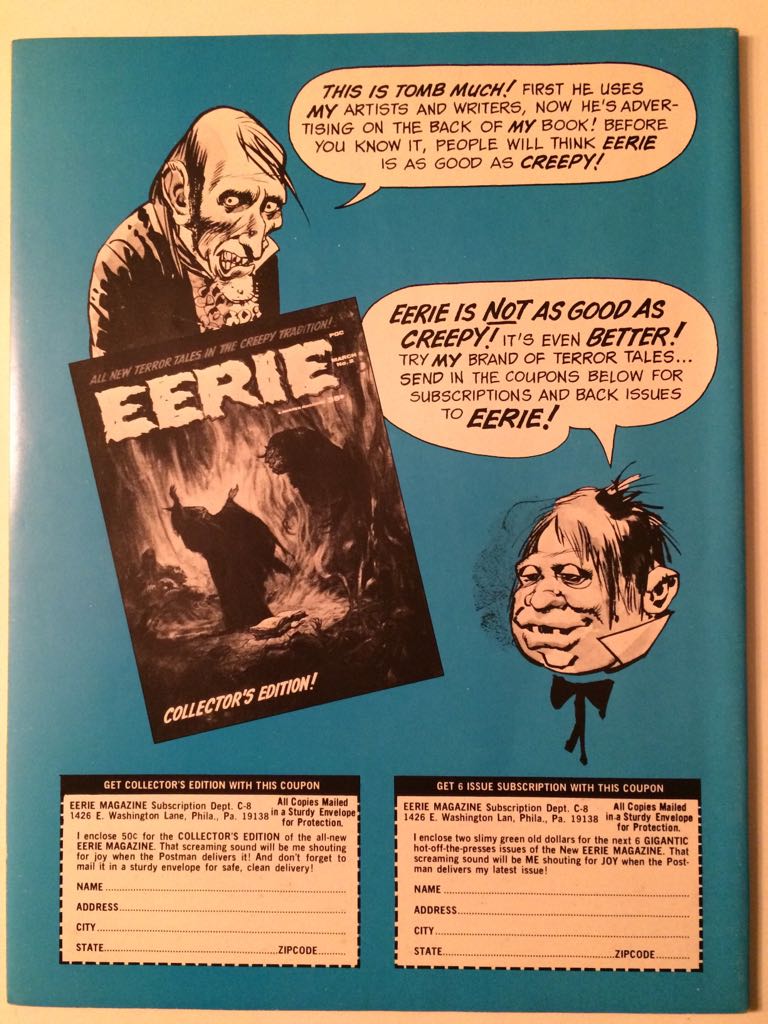 THIS IS TOMB MUCH! FIRST HE USES
MY ARTISTS AND WRITERS, NOW HE'S ADVER-
TISING ON THE BACK OF MY BOOK! BEFORE
YOU KNOW IT, PEOPLE WILL THINK EERIE
IS AS GOOD AS CREEPY!
EERIE IS NOT AS GOOD AS
CREEPY! IT'S EVEN BETTER!
TRY MY BRAND OF TERROR TALES...
SEND IN THE COUPONS BELOW FOR
SUBSCRIPTIONS AND BACK ISSUES
TO EERIE!
ALL NEW TERROR TALES IN THE CREEPY TRADITION!
PDC
MARCH
No. 2
EERIE
COLLECTOR'S EDITION!
GET COLLECTOR'S EDITION WITH THIS COUPON
EERIE MAGAZINE Subscription Dept. C-8
1426 E. Washington Lane, Phila., Pa. 19138
All Copies Mailed
in a Sturdy Envelope
for Protection.
I enclose 50c for the COLLECTOR'S EDITION of the all-new
EERIE MAGAZINE. That screaming sound will be me shouting
for joy when the Postman delivers it! And don't forget to
mail it in a sturdy envelope for safe, clean delivery!
NAME
ADDRESS
CITY
STATE ZIPCODE
GET 6 ISSUE SUBSCRIPTION WITH THIS COUPON
EERIE MAGAZINE Subscription Dept. C-8
1426 E. Washington Lan, Phila., Pa. 19138
All Copies Mailed
in a Sturdy Envelope
for Protection.
I enclose two slimy green old dollars for the next 6 GIGANTIC
hot-off-the-presses issues of the New EERIE MAGAZINE. That
screaming sound will be ME shouting for JOY when the Post-
man delivers my latest issue!
NAME
ADDRESS
CITY
STATE ZIPCODE